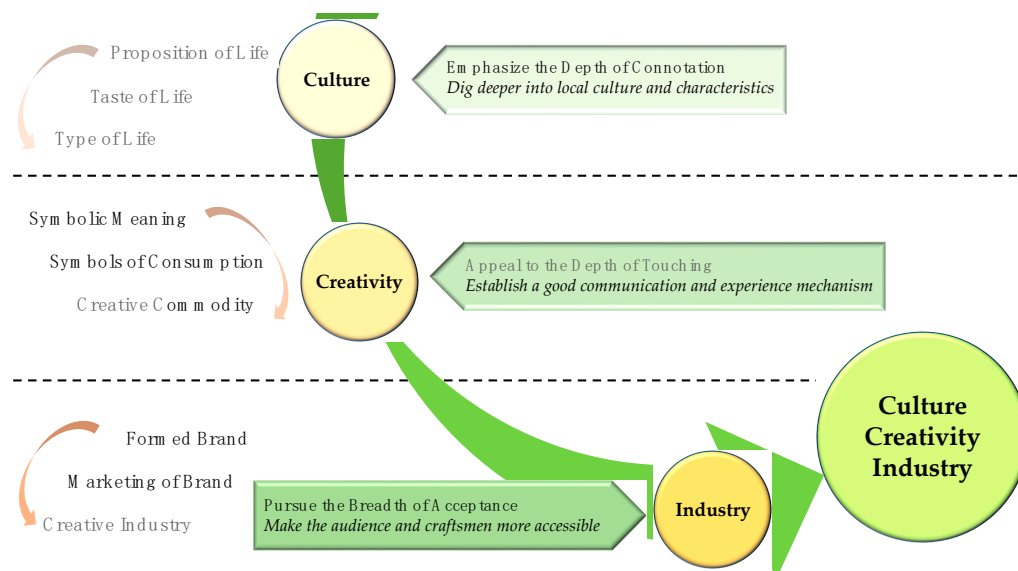 Proposition of Life
Taste of Life
Type of Life
Culture
Emphasize the Depth of Connotation
Dig deeper into local culture and characteristics
Symbolic Meaning
Symbols of Consumption
Creative Commodity
Creativity
Appeal to the Depth of Touching
Establish a good communication and experience mechanism
Formed Brand
Marketing of Brand
Creative Industry
Pursue the Breadth of Acceptance
Make the audience and craftsmen more accessible
Industry
Culture
Creativity
Industry